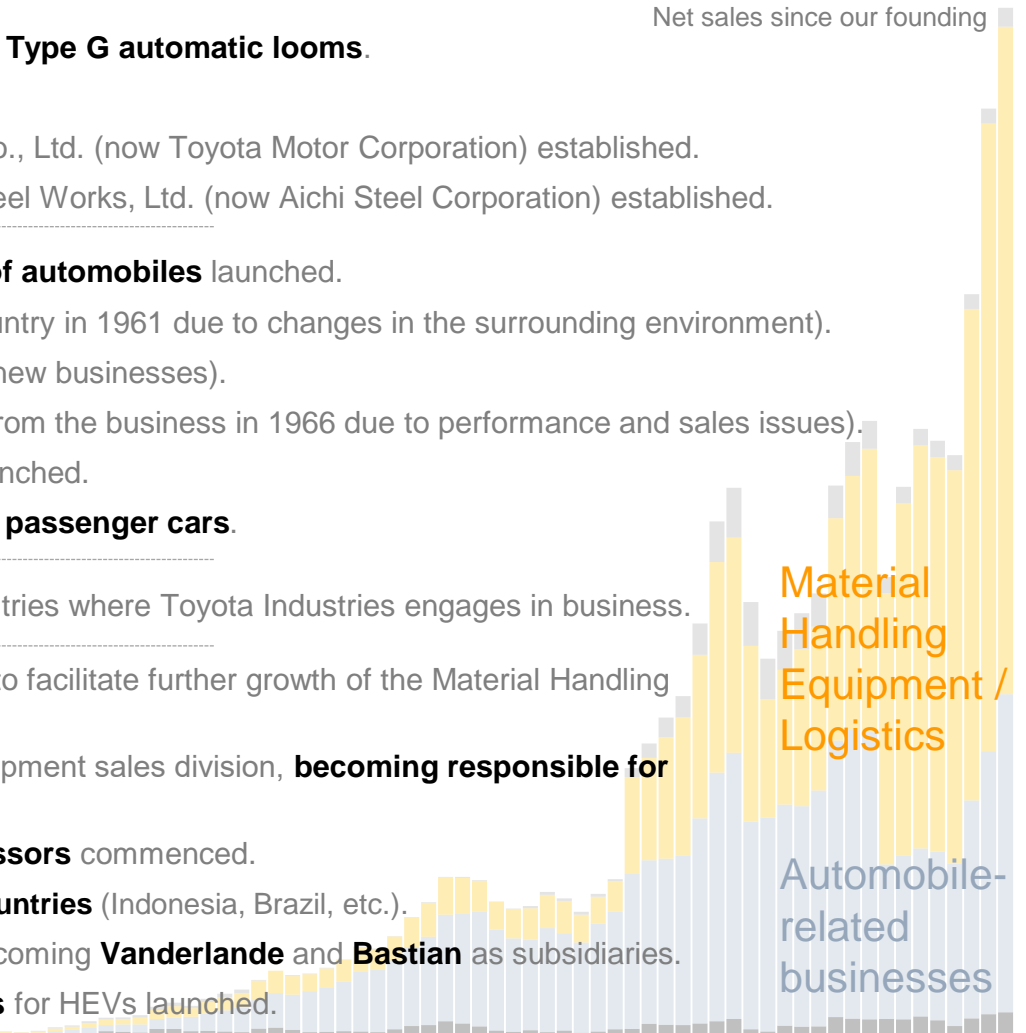 Net sales since our founding
Type G automatic looms.
o., Ltd. (now Toyota Motor Corporation) established.
eel Works, Ltd. (now Aichi Steel Corporation) established.
of automobiles launched.
untry in 1961 due to changes in the surrounding environment).
new businesses).
rom the business in 1966 due to performance and sales issues).
nched.
passenger cars.
tries where Toyota Industries engages in business.
to facilitate further growth of the Material Handling
ipment sales division, becoming responsible for
ssors commenced.
untries (Indonesia, Brazil, etc.).
coming Vanderlande and Bastian as subsidiaries.
s for HEVs launched.
Material
Handling
Equipment /
Logistics
Automobile-
related
businesses